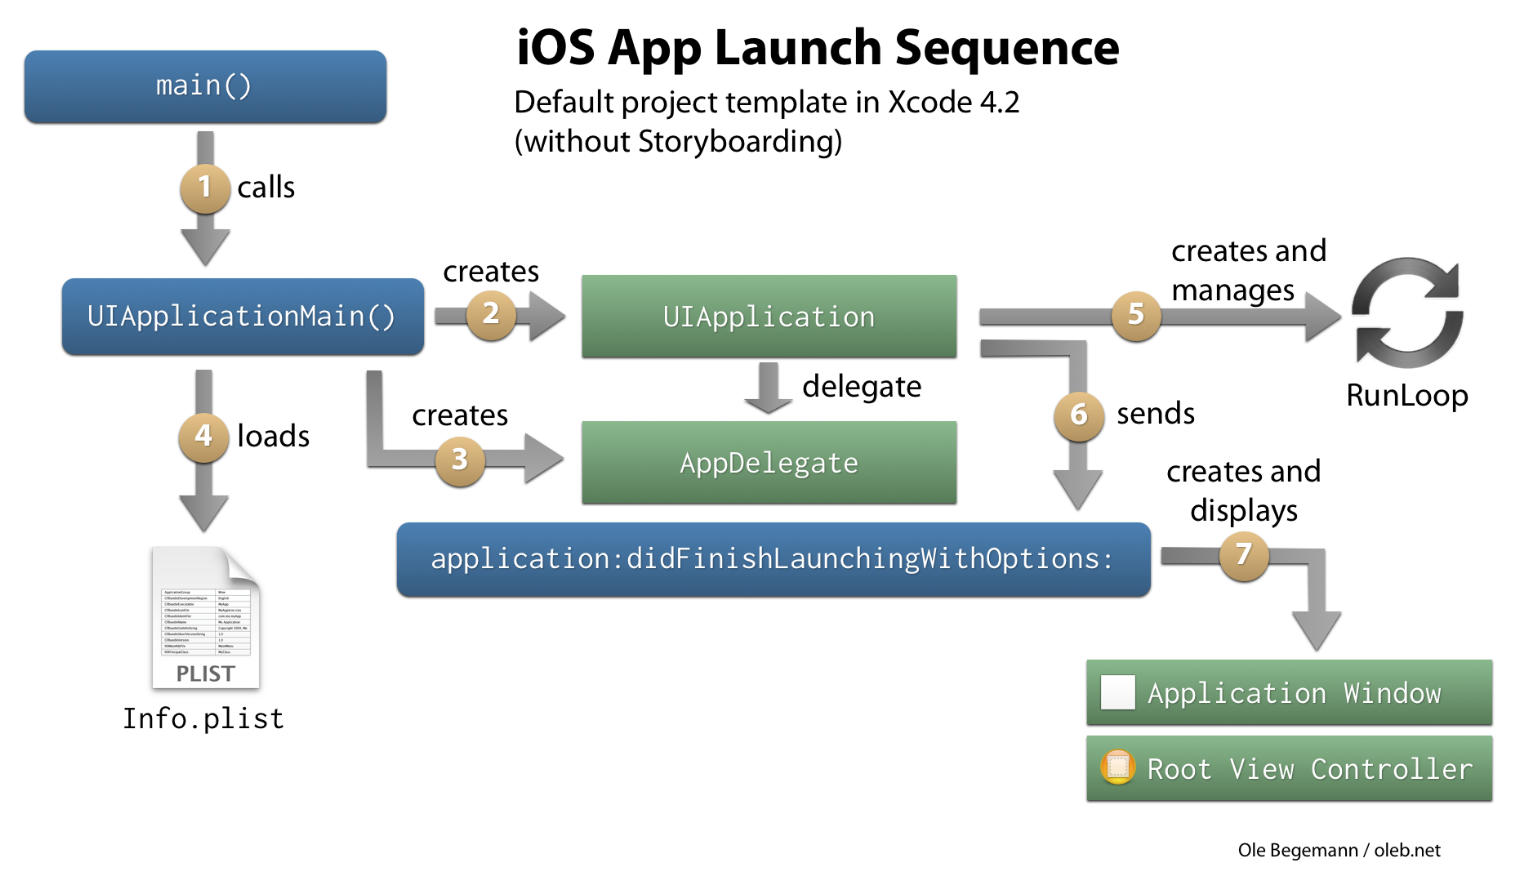 iOS App Launch Sequence
Default project template in Xcode 4.2
(without Storyboarding)
main()
1
calls
UIApplicationMain()
creates
2
UIApplication
creates and
manages
5
RunLoop
delegate
creates
3
AppDelegate
6
sends
4
loads
application:didFinishLaunchingWithOptions:
creates and
displays
7
PLIST
Info.plist
Application Window
Root View Controller
Ole Begemann / oleb.net